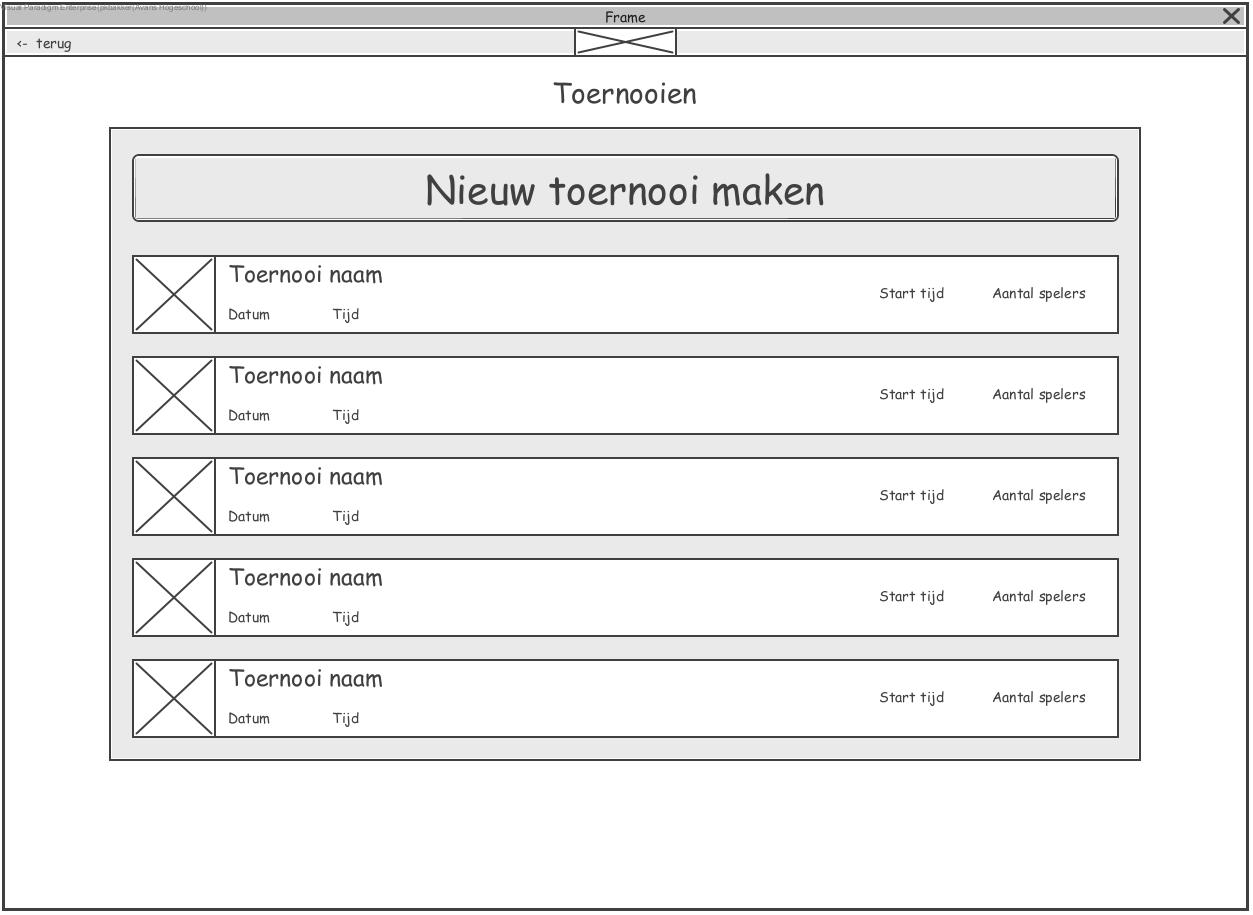 Visual Paradigm Enterprise(pkbakker(Avans Hogeschool))
Frame
<- terug
Toernooien
Nieuw toernooi maken
Toernooi naam
Datum Tijd Start tijd Aantal spelers
Toernooi naam
Datum Tijd Start tijd Aantal spelers
Toernooi naam
Datum Tijd Start tijd Aantal spelers
Toernooi naam
Datum Tijd Start tijd Aantal spelers
Toernooi naam
Datum Tijd Start tijd Aantal spelers